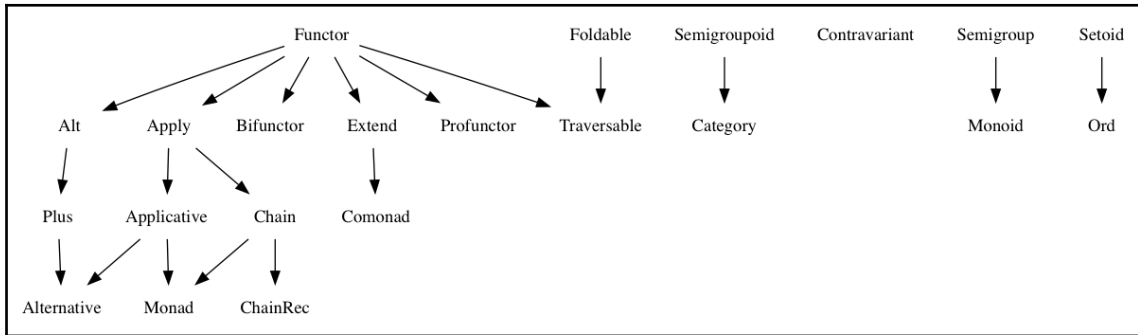 Functor Foldable Semigroupoid Contravariant Semigroup Setoid
Alt Apply Bifunctor Extend Profunctor Traversable Category Monoid Ord
Plus Applicative Chain Comonad
Alternative Monad ChainRec